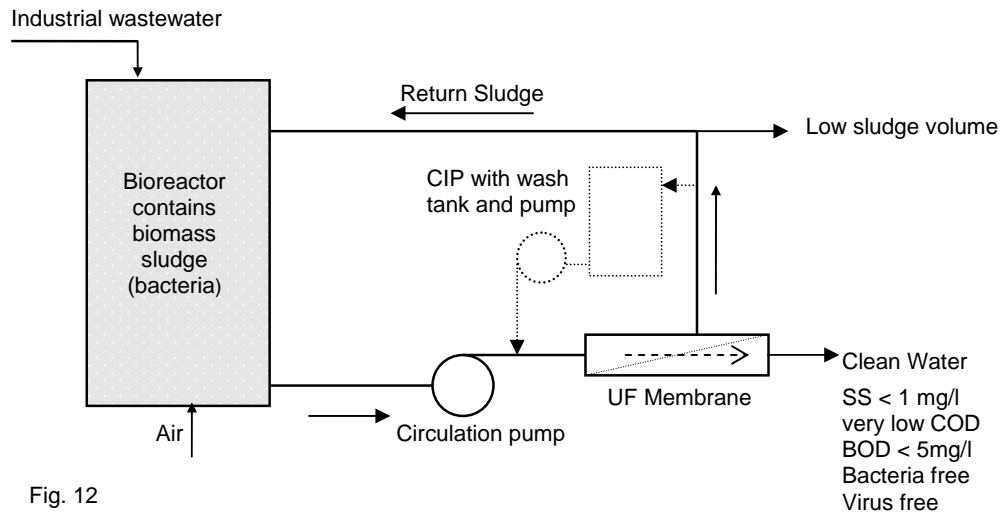 Industrial wastewater
Return Sludge
Low sludge volume
CIP with wash
tank and pump
Bioreactor
contains
biomass
sludge
(bacteria)
Clean Water
SS < 1 mg/l
very low COD
BOD < 5mg/l
Bacteria free
Virus free
UF Membrane
Circulation pump
Air
Fig. 12